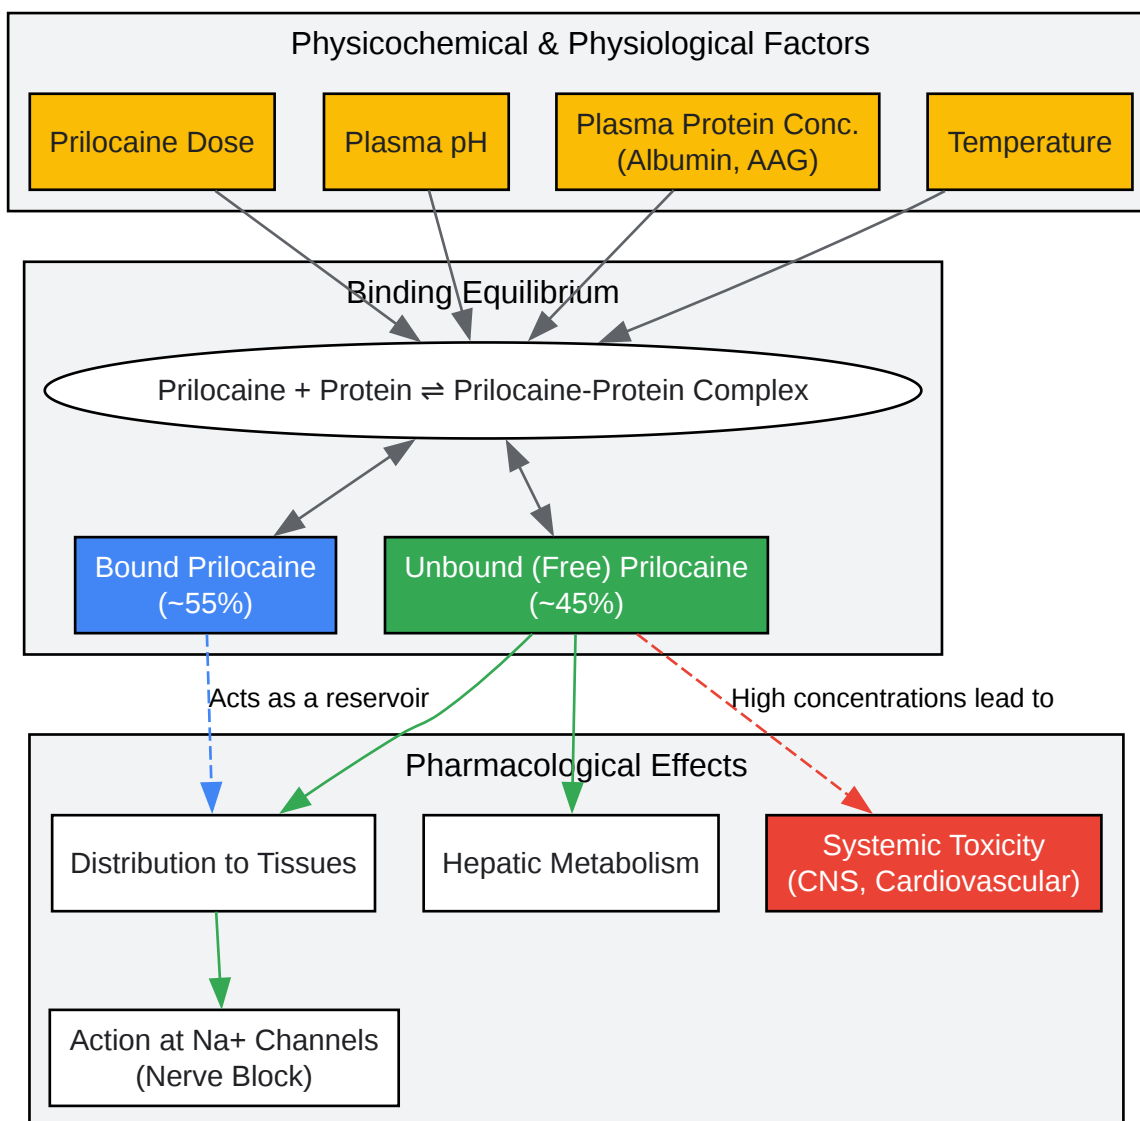 Physicochemical & Physiological Factors
Prilocaine Dose
Plasma pH
Plasma Protein Conc.
(Albumin, AAG)
Temperature
Binding Equilibrium
Prilocaine + Protein ⇌ Prilocaine-Protein Complex
Bound Prilocaine
(~55%)
Unbound (Free) Prilocaine
(~45%)
Acts as a reservoir
High concentrations lead to
Pharmacological Effects
Distribution to Tissues
Hepatic Metabolism
Systemic Toxicity
(CNS, Cardiovascular)
Action at Na+ Channels
(Nerve Block)